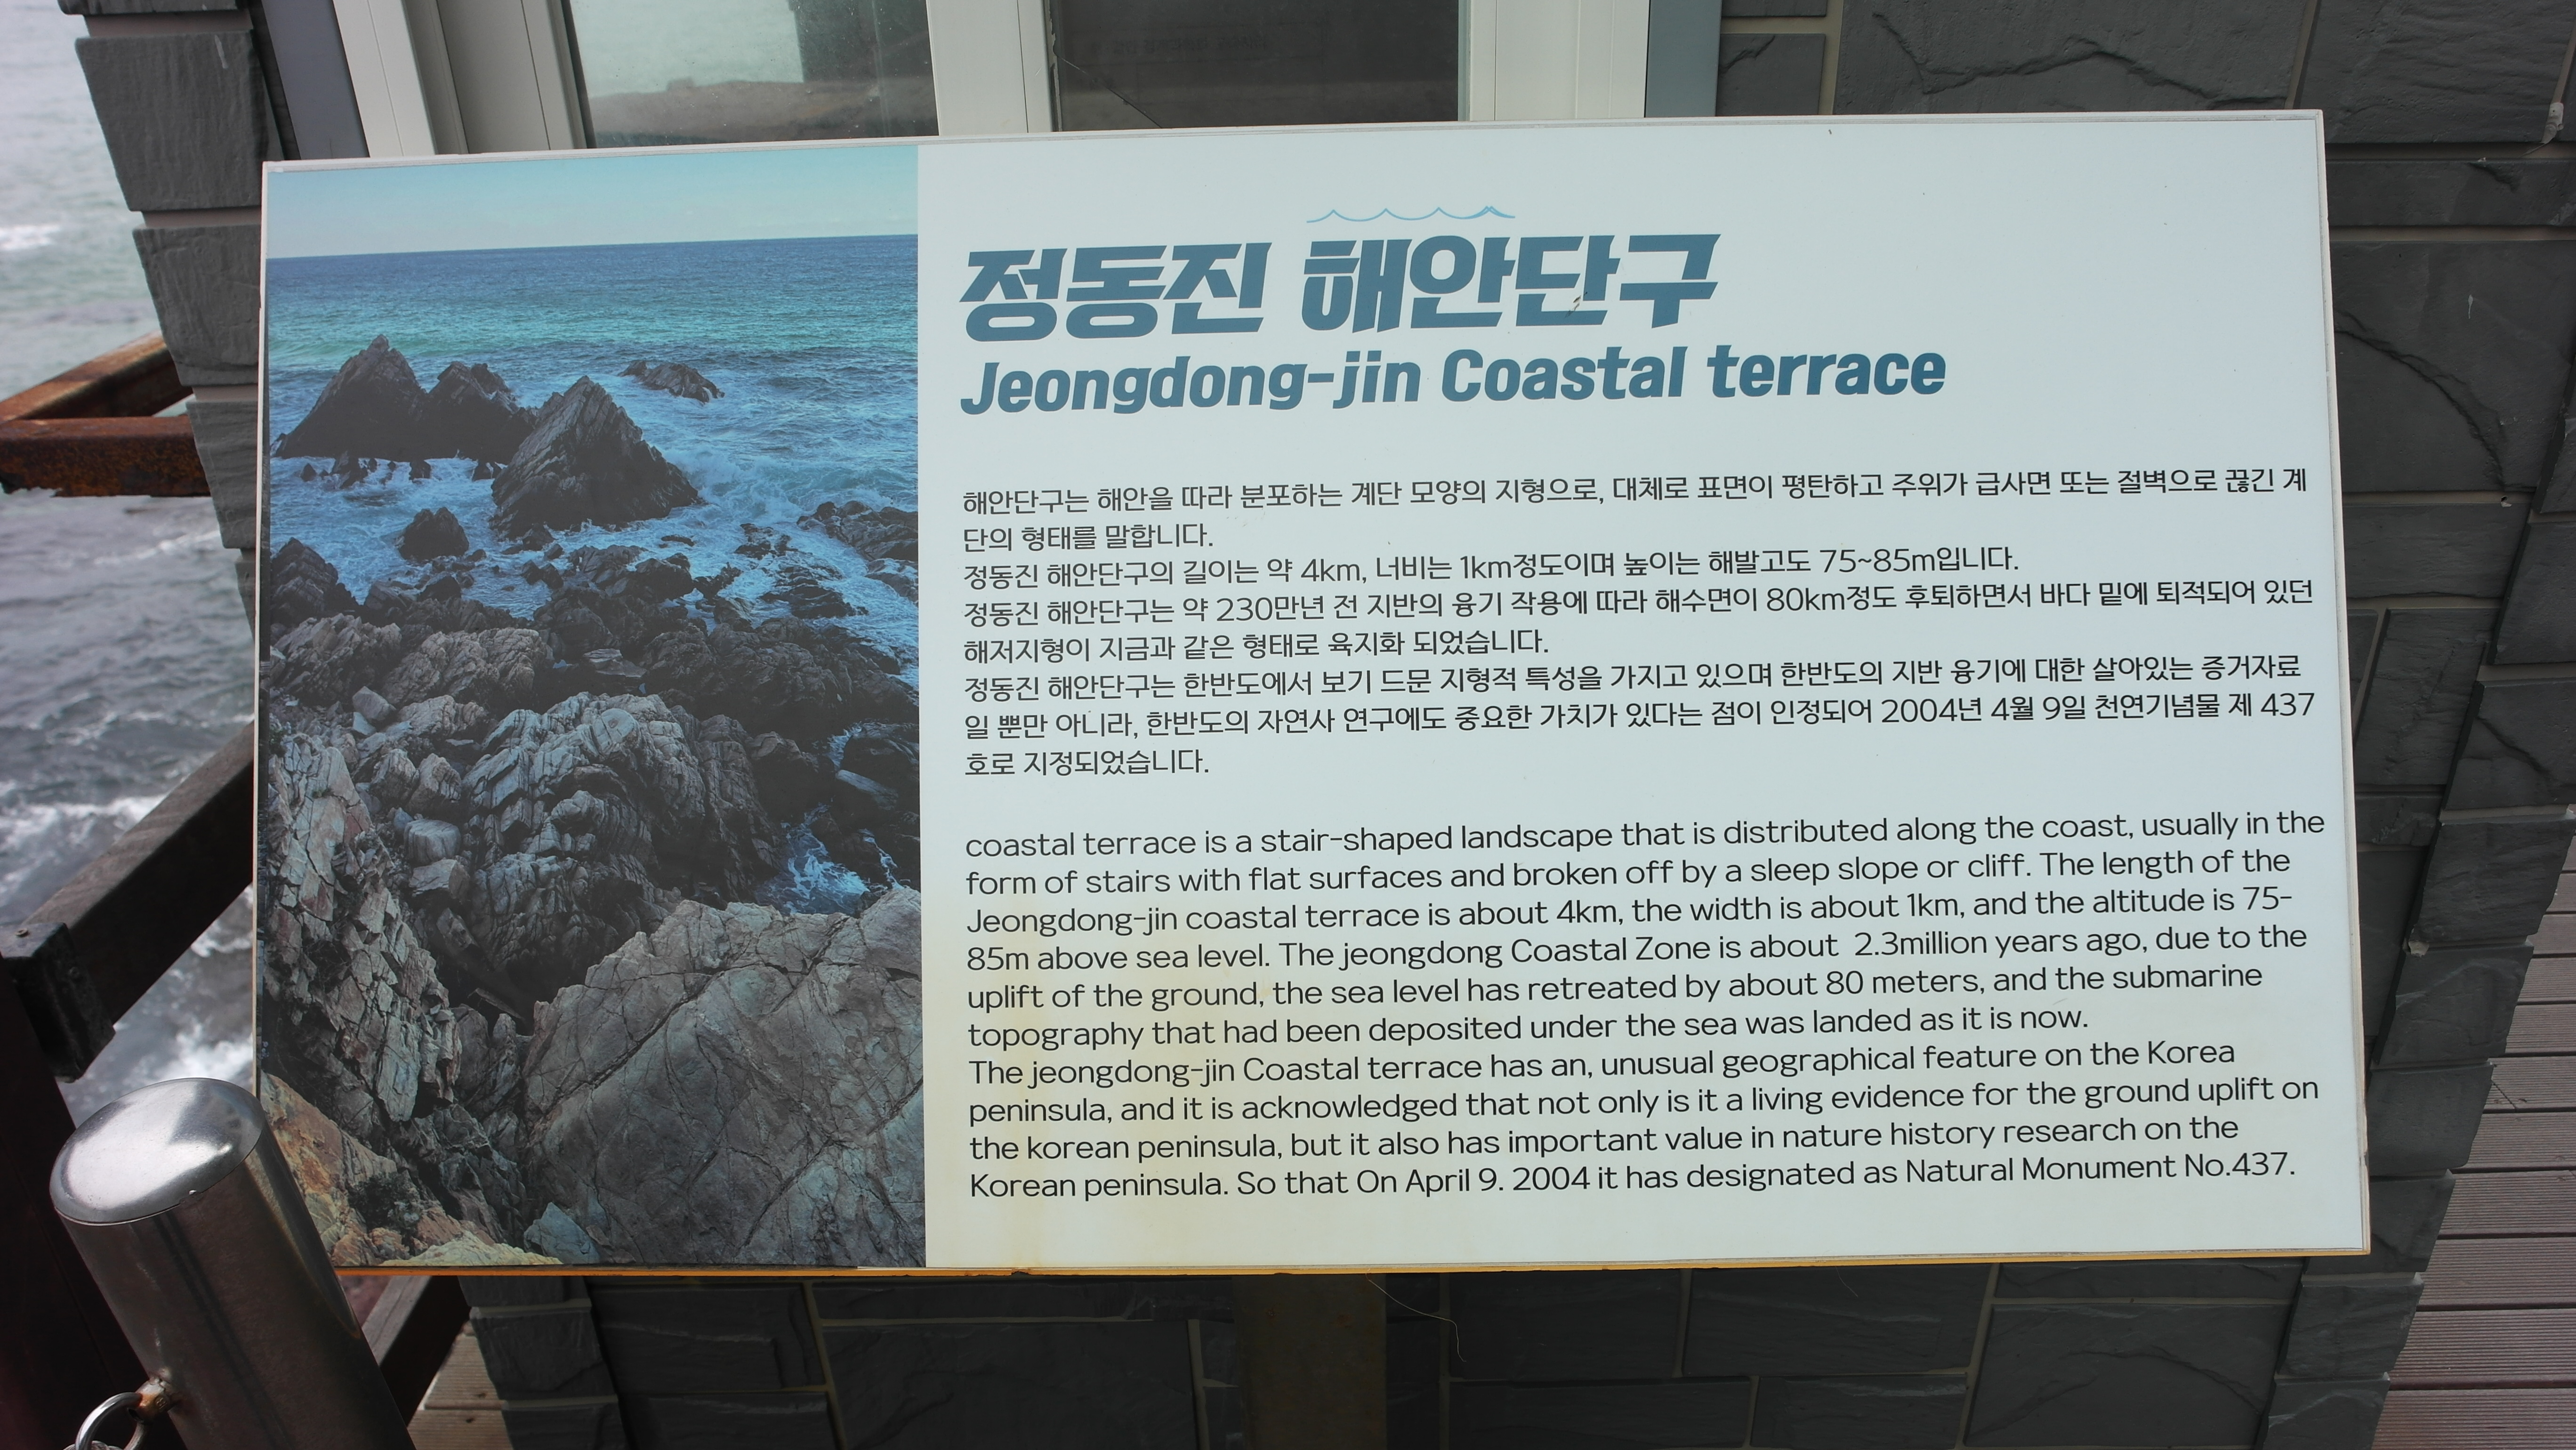 정동진 해안단구
Jeongdong-jin Coastal terrace
해안단구는 해안을 따라 분포하는 계단 모양의 지형으로, 대체로 표면이 평탄하고 주위가 급사면 또는 절벽으로 끊긴 계
단의 형태를 말합니다.
정동진 해안단구의 길이는 약 4km, 너비는 1km정도이며 높이는 해발고도 75~85m입니다.
정동진 해안단구는 약 230만년 전 지반의 융기 작용에 따라 해수면이 80km정도 후퇴하면서 바다 밑에 퇴적되어 있던
해저지형이 지금과 같은 형태로 육지화 되었습니다.
정동진 해안단구는 한반도에서 보기 드문 지형적 특성을 가지고 있으며 한반도의 지반 융기에 대한 살아있는 증거자료
일 뿐만 아니라, 한반도의 자연사 연구에도 중요한 가치가 있다는 점이 인정되어 2004년 4월 9일 천연기념물 제 437
호로 지정되었습니다.
coastal terrace is a stair-shaped landscape that is distributed along the coast, usually in the
form of stairs with flat surfaces and broken off by a sleep slope or cliff. The length of the
Jeongdong-jin coastal terrace is about 4km, the width is about 1km, and the altitude is 75-
85m above sea level. The jeongdong Coastal Zone is about 2.3million years ago, due to the
uplift of the ground, the sea level has retreated by about 80 meters, and the submarine
topography that had been deposited under the sea was landed as it is now.
The jeongdong-jin Coastal terrace has an, unusual geographical feature on the Korea
peninsula, and it is acknowledged that not only is it a living evidence for the ground uplift on
the korean peninsula, but it also has important value in nature history research on the
Korean peninsula. So that On April 9. 2004 it has designated as Natural Monument No.437.